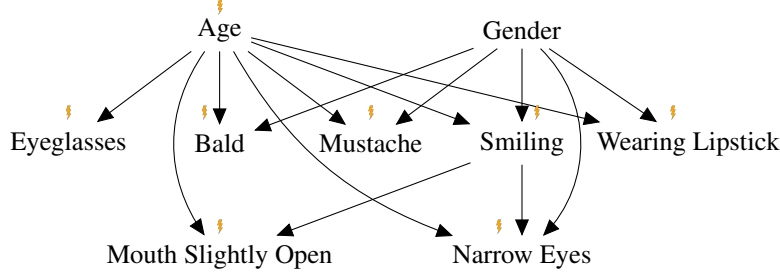 Age Gender
Eyeglasses Bald Mustache Smiling Wearing Lipstick
Mouth Slightly Open Narrow Eyes